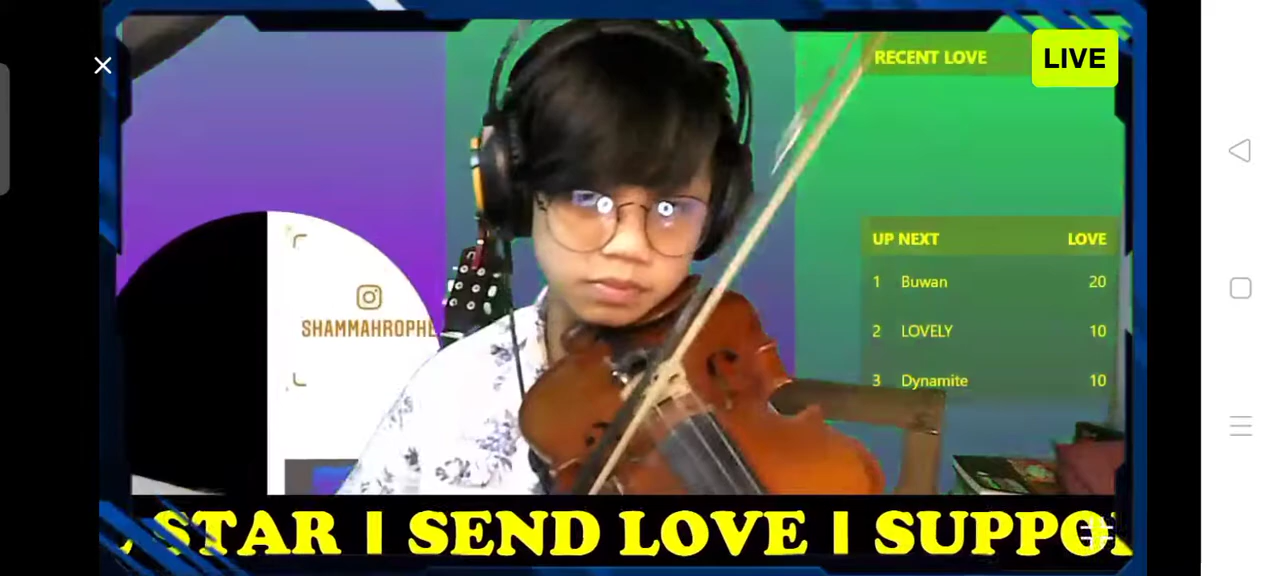 RECENT LOVE
LIVE
UP NEXT LOVE
1 Buwan 20
2 LOVELY 10
3 Dynamite 10
SHAMMAHROPHE
STAR | SEND LOVE | SUPPO